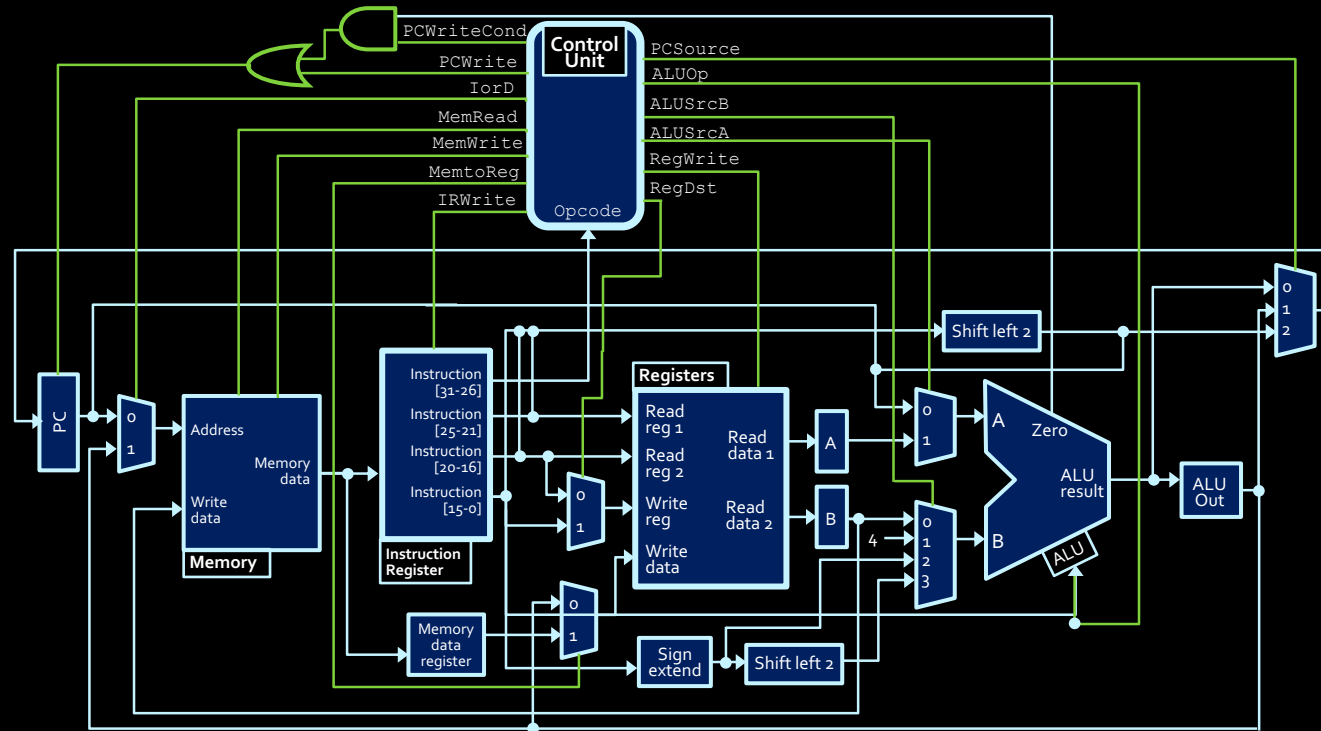 PCWriteCond
PCWrite
IorD
MemRead
MemWrite
MemtoReg
IRWrite
Control
Unit
Opcode
PCSource
ALUOp
ALUSrcB
ALUSrcA
RegWrite
RegDst
0
1
2
Shift left 2
PC
0
1
Address
Memory
data
Write
data
Memory
Instruction
[31-26]
Instruction
[25-21]
Instruction
[20-16]
Instruction
[15-0]
Instruction
Register
0
1
Registers
Read
reg 1
Read
reg 2
Write
reg
Write
data
Read
data 1
Read
data 2
A
B
0
1
4
0
1
2
3
A
B
Zero
ALU
result
ALU
ALU
Out
Memory
data
register
0
1
Sign
extend
Shift left 2